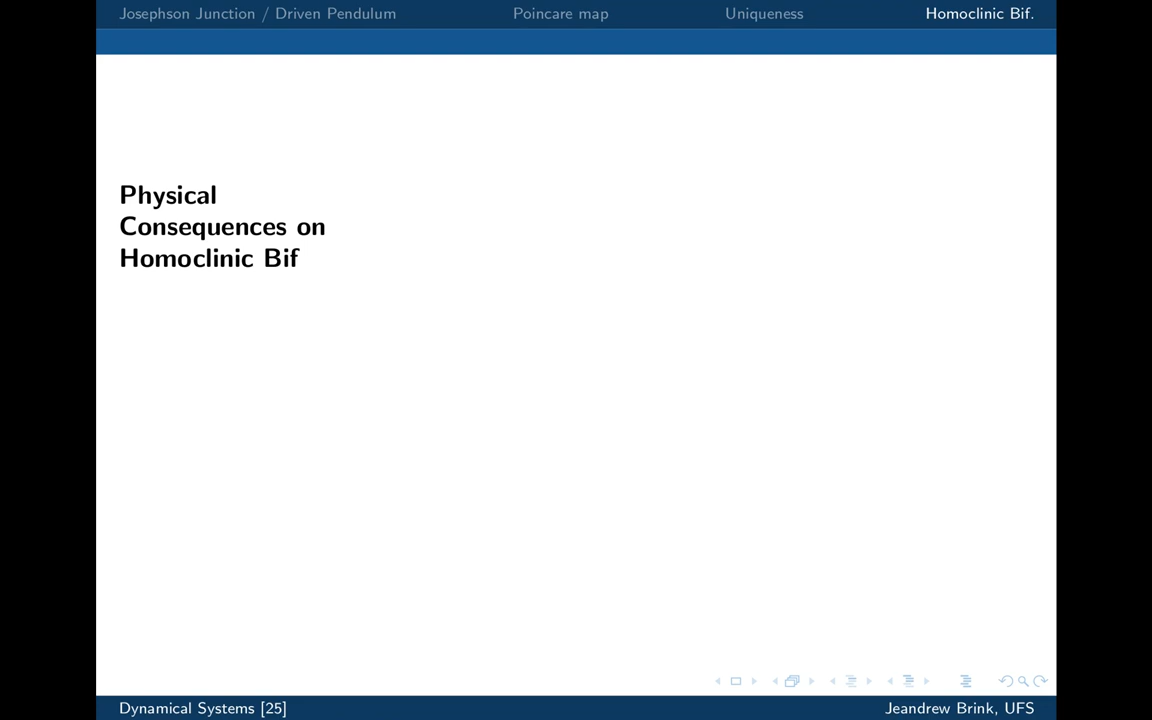 Josephson Junction / Driven Pendulum Poincare map Uniqueness Homoclinic Bif.
Physical
Consequences on
Homoclinic Bif
Dynamical Systems [25] Jeandrew Brink, UFS